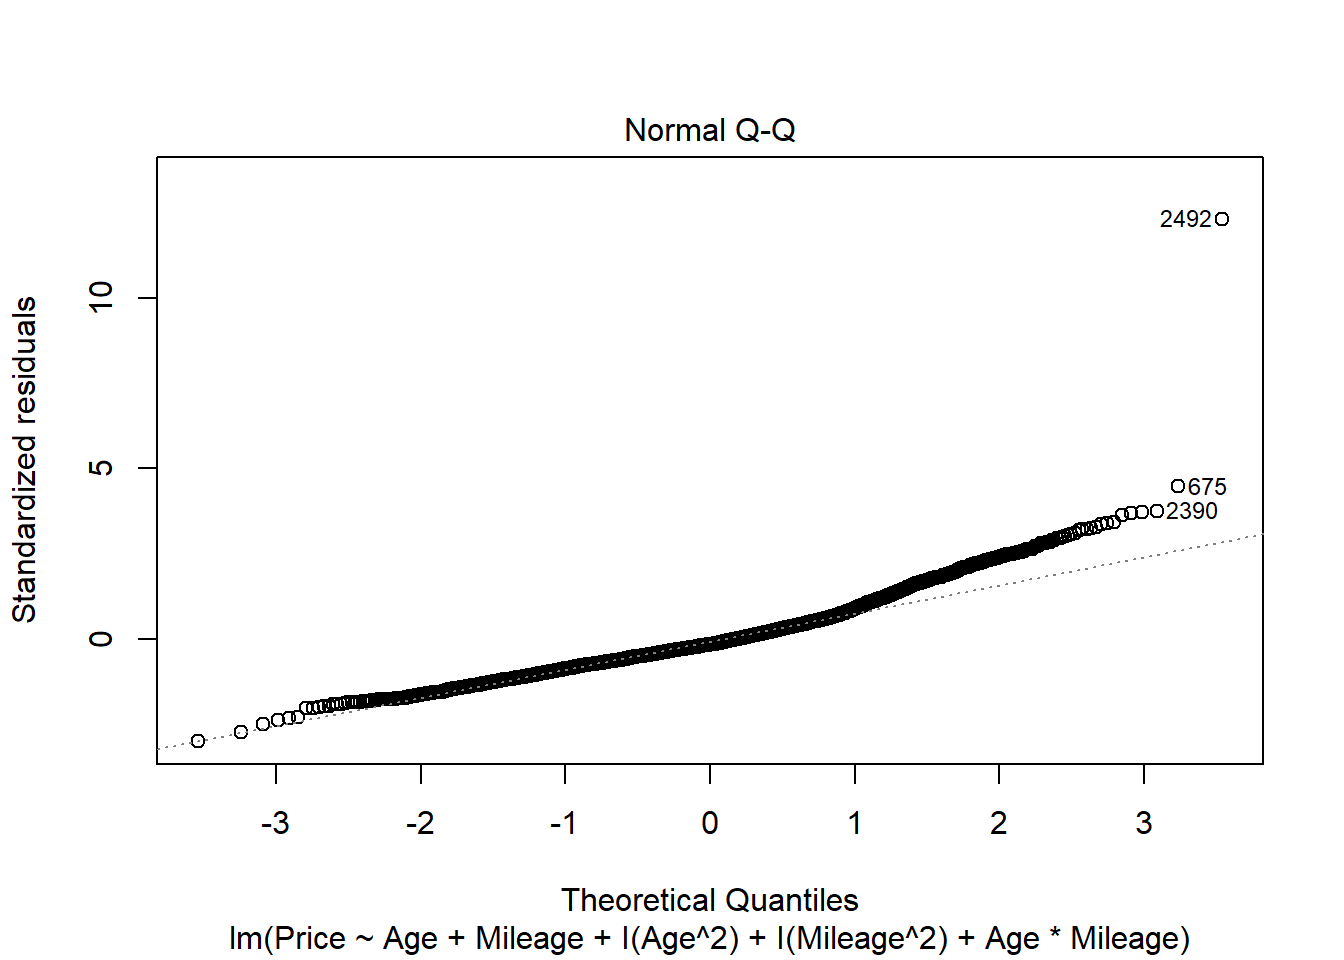 Normal Q-Q
2492
10
675
5
2390
0
Standardized residuals
-3 -2 -1 0 1 2 3
Theoretical Quantiles
lm(Price ~ Age + Mileage + I(Age^2) + I(Mileage^2) + Age * Mileage)